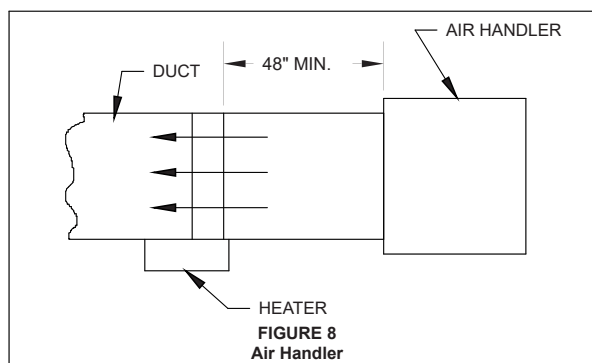 AIR HANDLER
DUCT
48" MIN.
HEATER
FIGURE 8
Air Handler